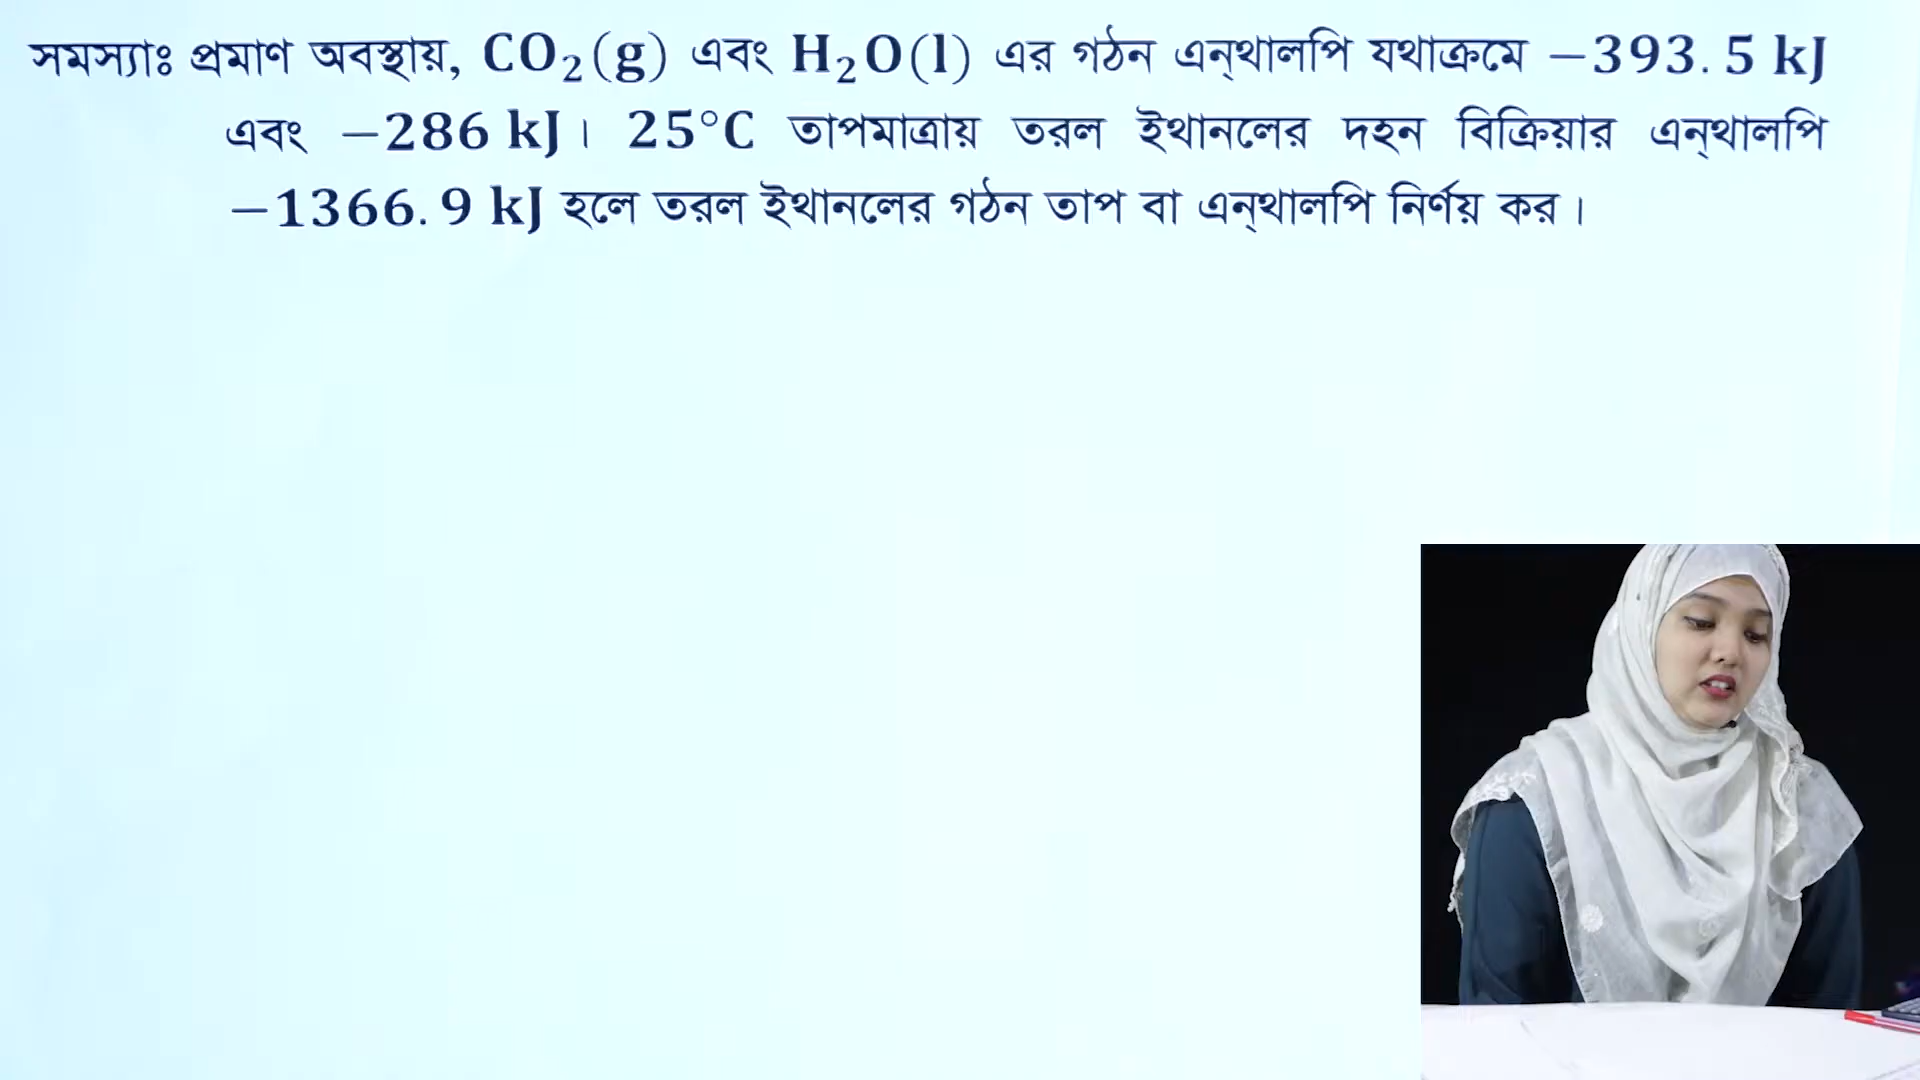 সমস্যাঃ প্রমাণ অবস্থায়, CO₂(g) এবং H₂O(l) এর গঠন এন্‌থালপি যথাক্রমে −393.5 kJ
এবং −286 kJ। 25°C তাপমাত্রায় তরল ইথানলের দহন বিক্রিয়ার এন্‌থালপি
−1366.9 kJ হলে তরল ইথানলের গঠন তাপ বা এন্‌থালপি নির্ণয় কর।